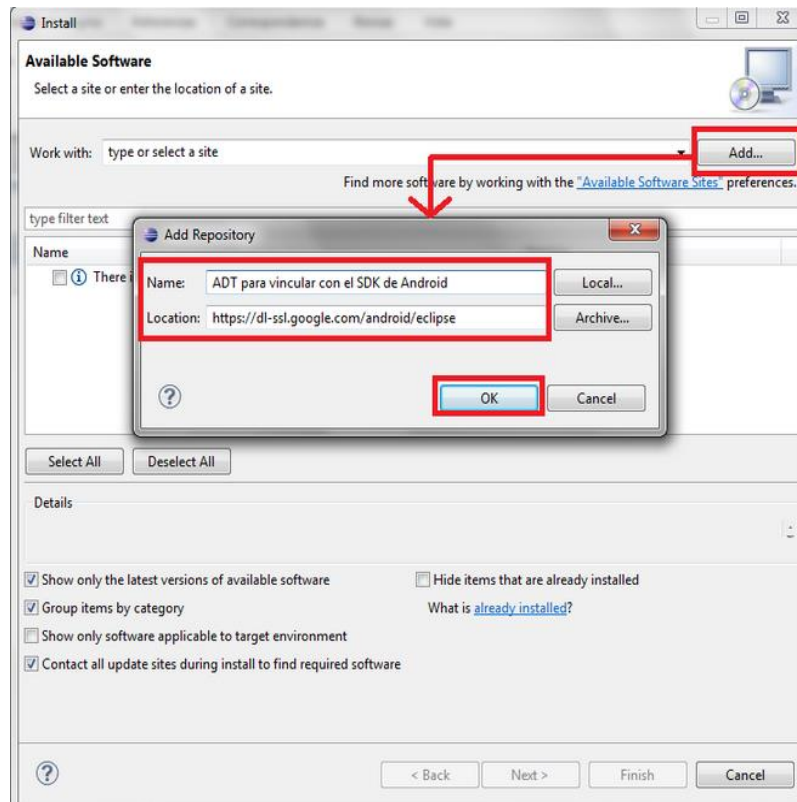 Install
Available Software
Select a site or enter the location of a site.
Work with: type or select a site
Add...
Find more software by working with the "Available Software Sites" preferences.
type filter text
Name
There i
Add Repository
Name: ADT para vincular con el SDK de Android
Local...
Location: https://dl-ssl.google.com/android/eclipse
Archive...
OK
Cancel
Select All
Deselect All
Details
Show only the latest versions of available software
Hide items that are already installed
Group items by category
What is already installed?
Show only software applicable to target environment
Contact all update sites during install to find required software
< Back
Next >
Finish
Cancel